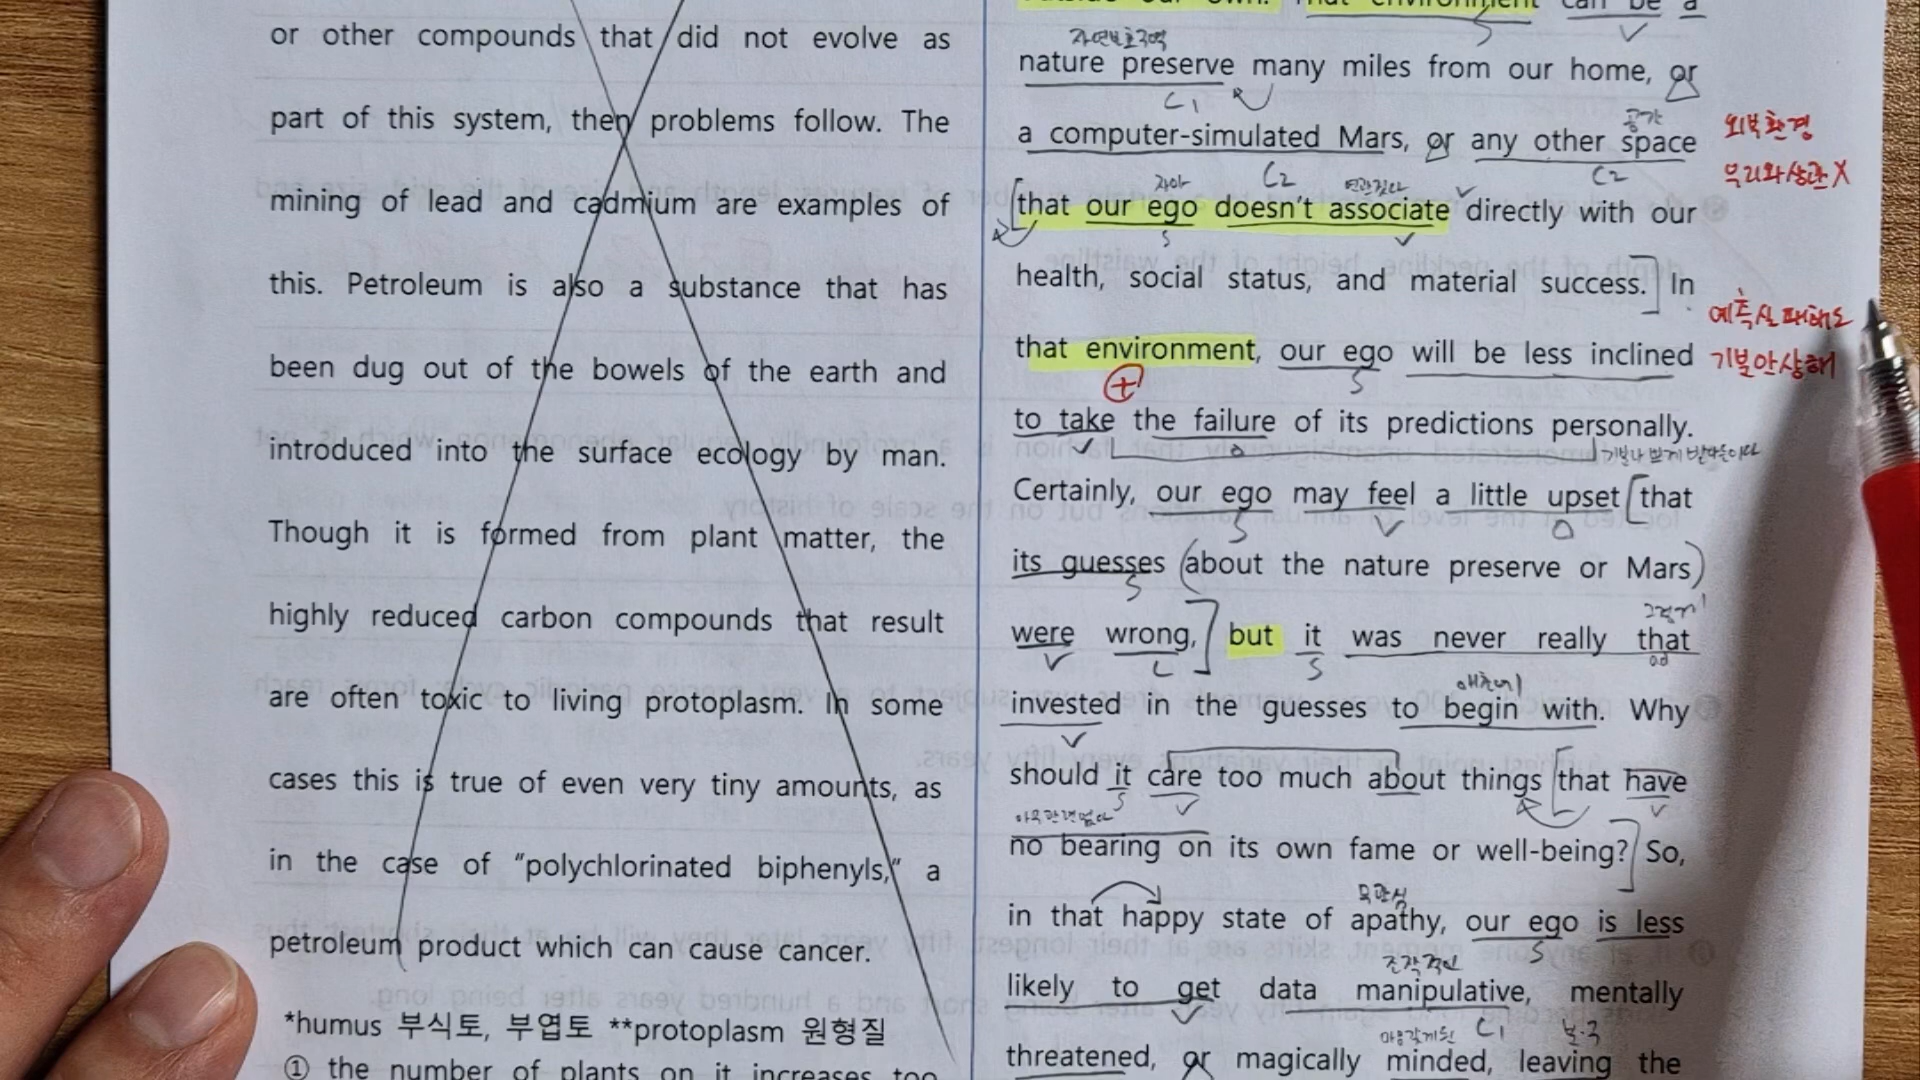 or other compounds that did not evolve as
part of this system, then problems follow. The
mining of lead and cadmium are examples of
this. Petroleum is also a substance that has
been dug out of the bowels of the earth and
introduced into the surface ecology by man.
Though it is formed from plant matter, the
highly reduced carbon compounds that result
are often toxic to living protoplasm. In some
cases this is true of even very tiny amounts, as
in the case of “polychlorinated biphenyls,” a
petroleum product which can cause cancer.
*humus 부식토, 부엽토 **protoplasm 원형질
① the number of plants on it increases too
자연보호구역
nature preserve many miles from our home, or
C1
공간
a computer-simulated Mars, or any other space
외부환경
우리와상관X
C2 C2
자아 연관짓다
that our ego doesn't associate directly with our
S
health, social status, and material success. In
예측실패해도
기분안상해
that environment, our ego will be less inclined
+ S
to take the failure of its predictions personally.
기분나쁘게 받아들이다
Certainly, our ego may feel a little upset that
S
its guesses (about the nature preserve or Mars)
S
were wrong, but it was never really that
C S ad
애초에
invested in the guesses to begin with. Why
should it care too much about things that have
S
no bearing on its own fame or well-being? So,
무관심
in that happy state of apathy, our ego is less
S
조작적인
likely to get data manipulative, mentally
C1 분·구
threatened, or magically minded, leaving the